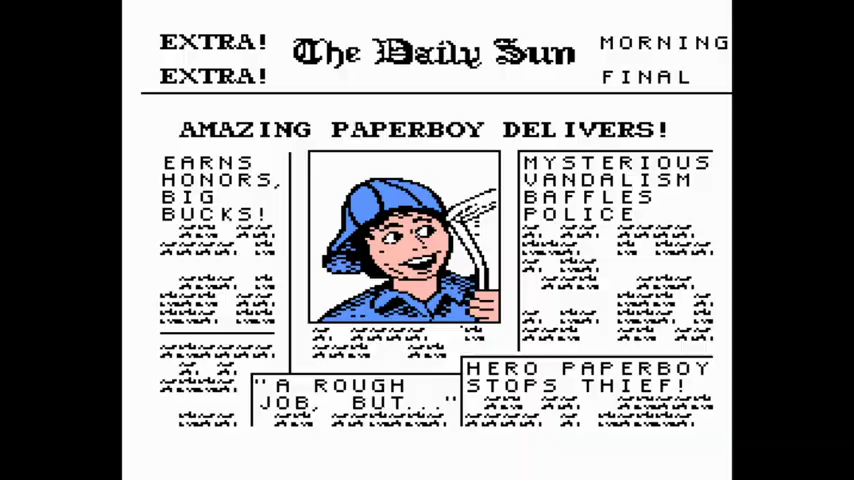 EXTRA!
EXTRA!
The Daily Sun
MORNING
FINAL
AMAZING PAPERBOY DELIVERS!
EARNS
HONORS,
BIG
BUCKS!
MYSTERIOUS
VANDALISM
BAFFLES
POLICE
"A ROUGH
JOB, BUT..."
HERO PAPERBOY
STOPS THIEF!